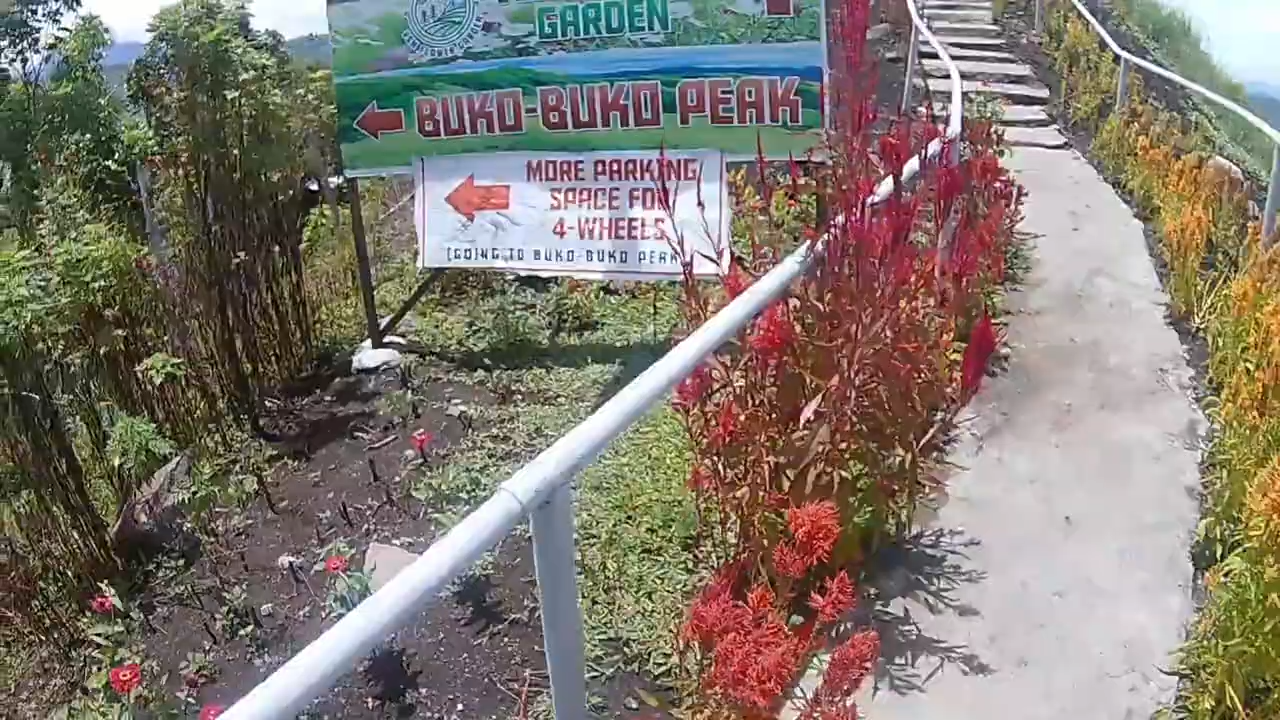 GARDEN
BUKO-BUKO PEAK
MORE PARKING
SPACE FOR
4-WHEELS
(GOING TO BUKO-BUKO PEAK